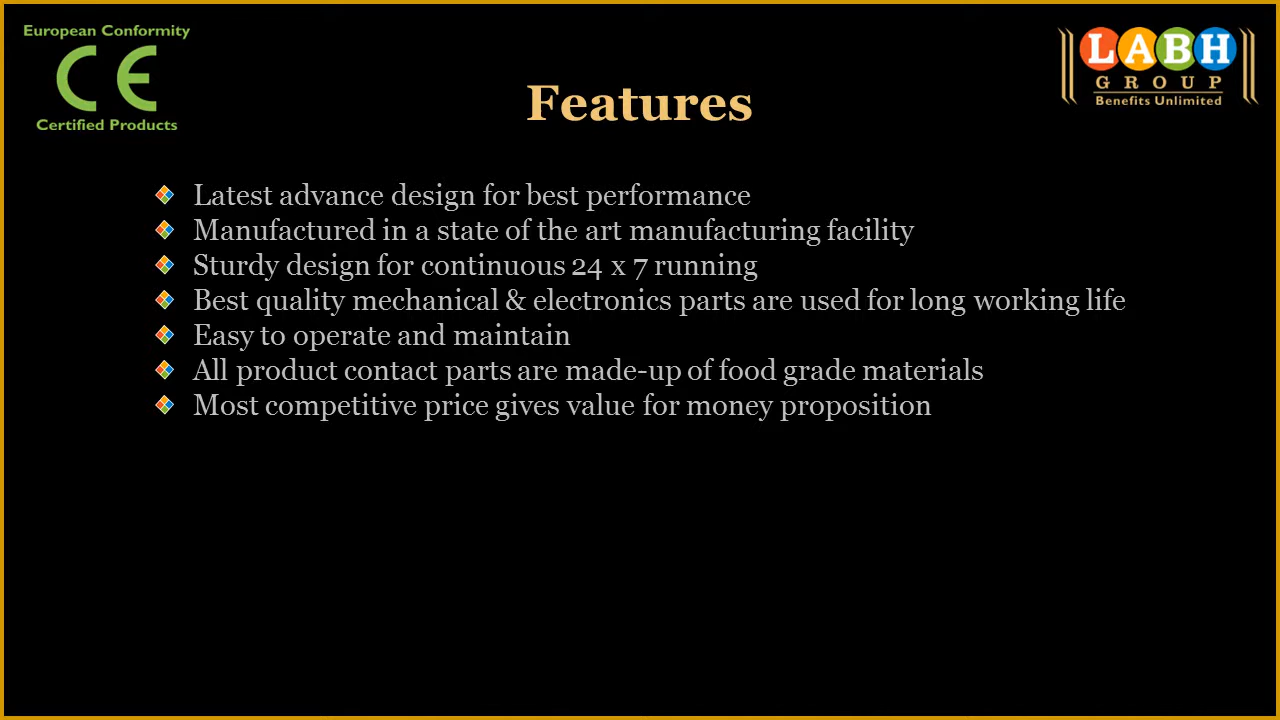 European Conformity
CE
Certified Products
LABH
GROUP
Benefits Unlimited
Features
Latest advance design for best performance
Manufactured in a state of the art manufacturing facility
Sturdy design for continuous 24 x 7 running
Best quality mechanical & electronics parts are used for long working life
Easy to operate and maintain
All product contact parts are made-up of food grade materials
Most competitive price gives value for money proposition